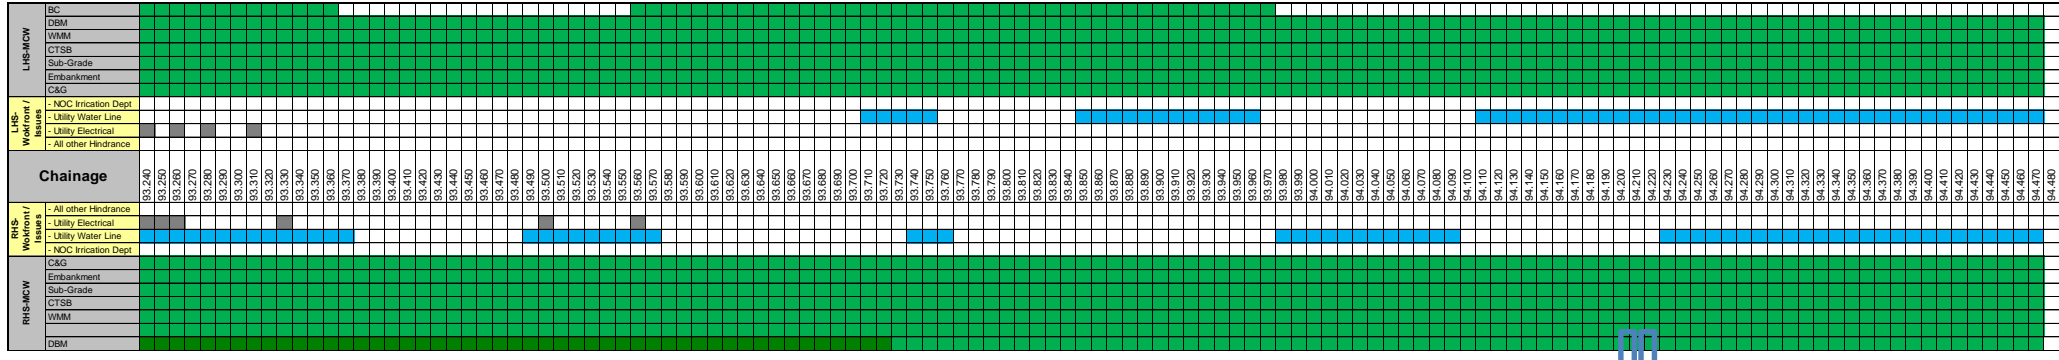 LHS-MCW
BC
DBM
WMM
CTSB
Sub-Grade
Embankment
C&G
LHS-
Wokfront /
Issues
- NOC Irrication Dept
- Utility Water Line
- Utility Electrical
- All other Hindrance
Chainage
93.240 93.250 93.260 93.270 93.280 93.290 93.300 93.310 93.320 93.330 93.340 93.350 93.360 93.370 93.380 93.390 93.400 93.410 93.420 93.430 93.440 93.450 93.460 93.470 93.480 93.490 93.500 93.510 93.520 93.530 93.540 93.550 93.560 93.570 93.580 93.590 93.600 93.610 93.620 93.630 93.640 93.650 93.660 93.670 93.680 93.690 93.700 93.710 93.720 93.730 93.740 93.750 93.760 93.770 93.780 93.790 93.800 93.810 93.820 93.830 93.840 93.850 93.860 93.870 93.880 93.890 93.900 93.910 93.920 93.930 93.940 93.950 93.960 93.970 93.980 93.990 94.000 94.010 94.020 94.030 94.040 94.050 94.060 94.070 94.080 94.090 94.100 94.110 94.120 94.130 94.140 94.150 94.160 94.170 94.180 94.190 94.200 94.210 94.220 94.230 94.240 94.250 94.260 94.270 94.280 94.290 94.300 94.310 94.320 94.330 94.340 94.350 94.360 94.370 94.380 94.390 94.400 94.410 94.420 94.430 94.440 94.450 94.460 94.470 94.480
RHS-
Wokfront /
Issues
- All other Hindrance
- Utility Electrical
- Utility Water Line
- NOC Irrication Dept
RHS-MCW
C&G
Embankment
Sub-Grade
CTSB
WMM
DBM